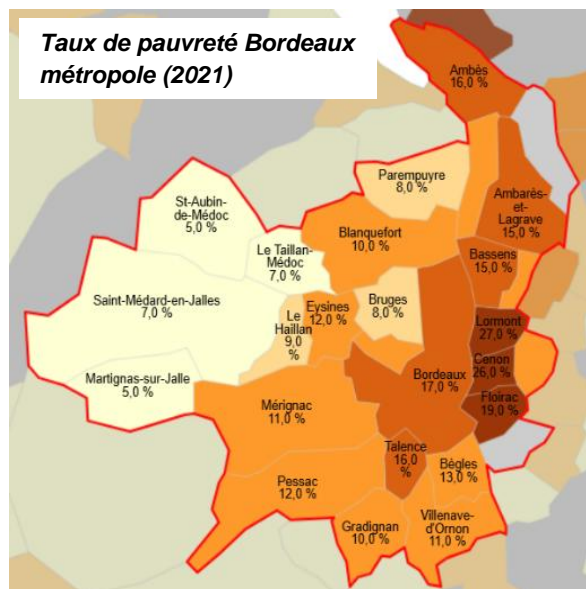 Taux de pauvreté Bordeaux
métropole (2021)
Ambès
16,0 %
Parempuyre
8,0 %
St-Aubin-
de-Médoc
5,0 %
Ambarès-
et-
Lagrave
15,0 %
Blanquefort
10,0 %
Le Taillan-
Médoc
7,0 %
Bassens
15,0 %
Saint-Médard-en-Jalles
7,0 %
Eysines
12,0 %
Bruges
8,0 %
Le
Haillan
9,0
%
Lormont
27,0 %
Cenon
26,0 %
Bordeaux
17,0 %
Martignas-sur-Jalle
5,0 %
Floirac
19,0 %
Mérignac
11,0 %
Talence
16,0
%
Bègles
13,0 %
Pessac
12,0 %
Gradignan
10,0 %
Villenave-
d'Ornon
11,0 %